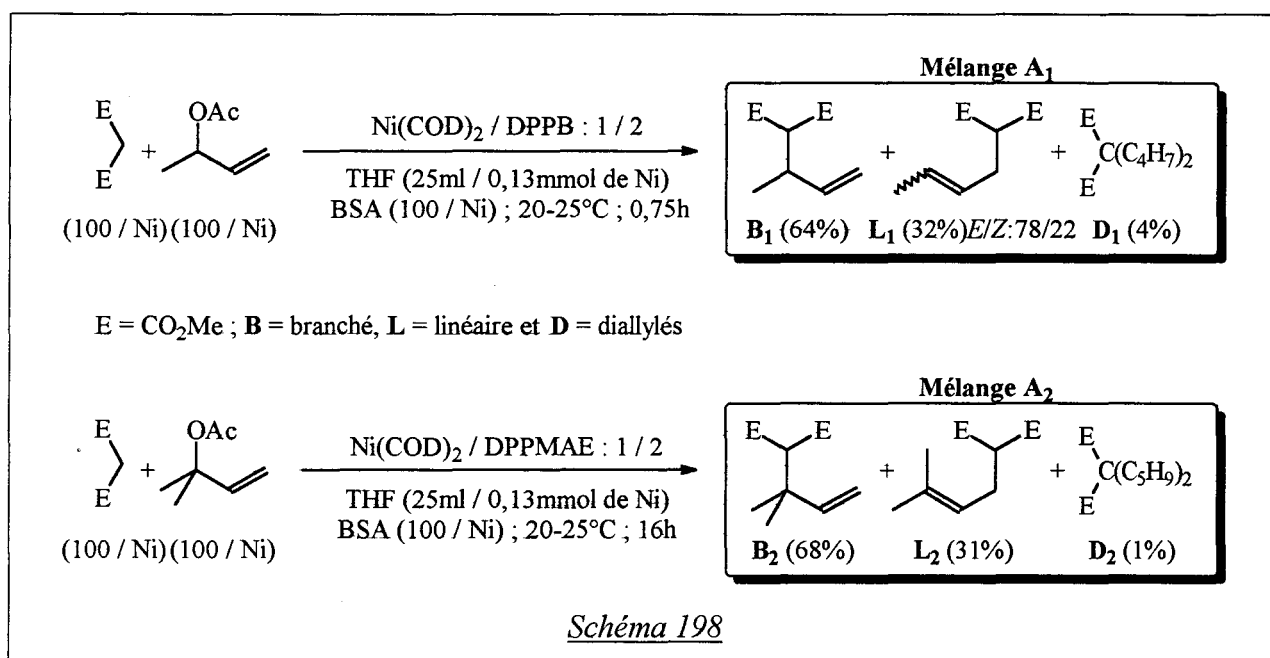 Mélange A₁
E E OAc Ni(COD)₂ / DPPB : 1 / 2 E E E E E
+ + + C(C₄H₇)₂
E THF (25ml / 0,13mmol de Ni) E
(100 / Ni) (100 / Ni) BSA (100 / Ni) ; 20-25°C ; 0,75h B₁ (64%) L₁ (32%) E/Z:78/22 D₁ (4%)
E = CO₂Me ; B = branché, L = linéaire et D = diallylés
Mélange A₂
E OAc Ni(COD)₂ / DPPMAE : 1 / 2 E E E E E
+ + + C(C₅H₉)₂
E THF (25ml / 0,13mmol de Ni) E
(100 / Ni) (100 / Ni) BSA (100 / Ni) ; 20-25°C ; 16h B₂ (68%) L₂ (31%) D₂ (1%)
Schéma 198